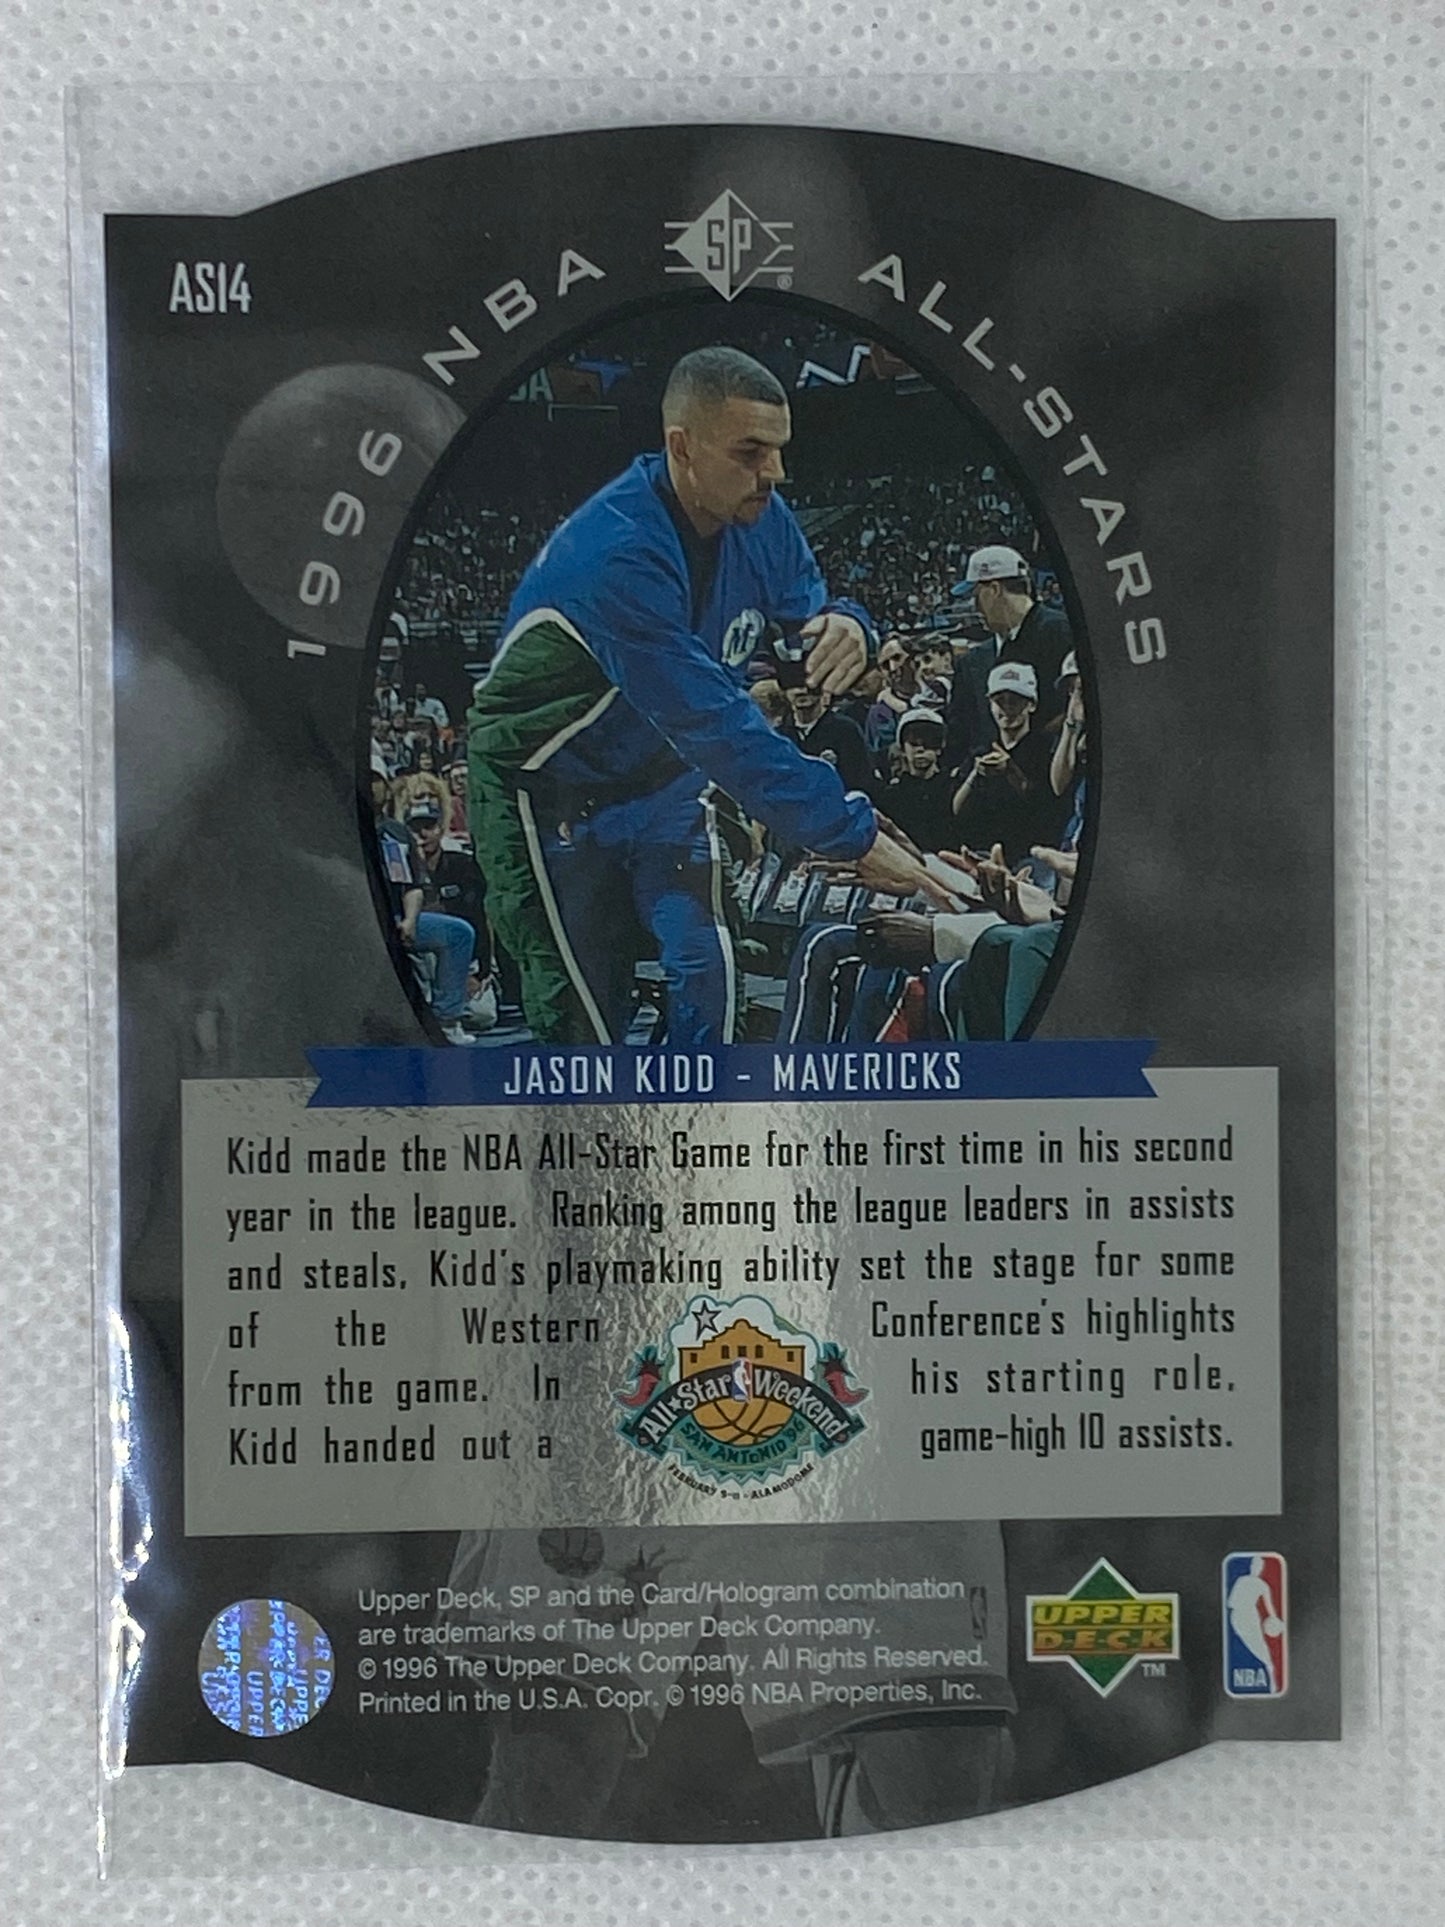 AS14
SP
®
1996 NBA ALL-STARS
M
JASON KIDD - MAVERICKS
Kidd made the NBA All-Star Game for the first time in his second
year in the league. Ranking among the league leaders in assists
and steals, Kidd's playmaking ability set the stage for some
of the Western Conference's highlights
from the game. In his starting role,
Kidd handed out a game-high 10 assists.
All★Star Weekend
SAN ANTONIO '96
FEBRUARY 9-11 - ALAMODOME
Upper Deck, SP and the Card/Hologram combination
are trademarks of The Upper Deck Company.
© 1996 The Upper Deck Company. All Rights Reserved.
Printed in the U.S.A. Copr. © 1996 NBA Properties, Inc.
UPPER
DECK
TM
NBA